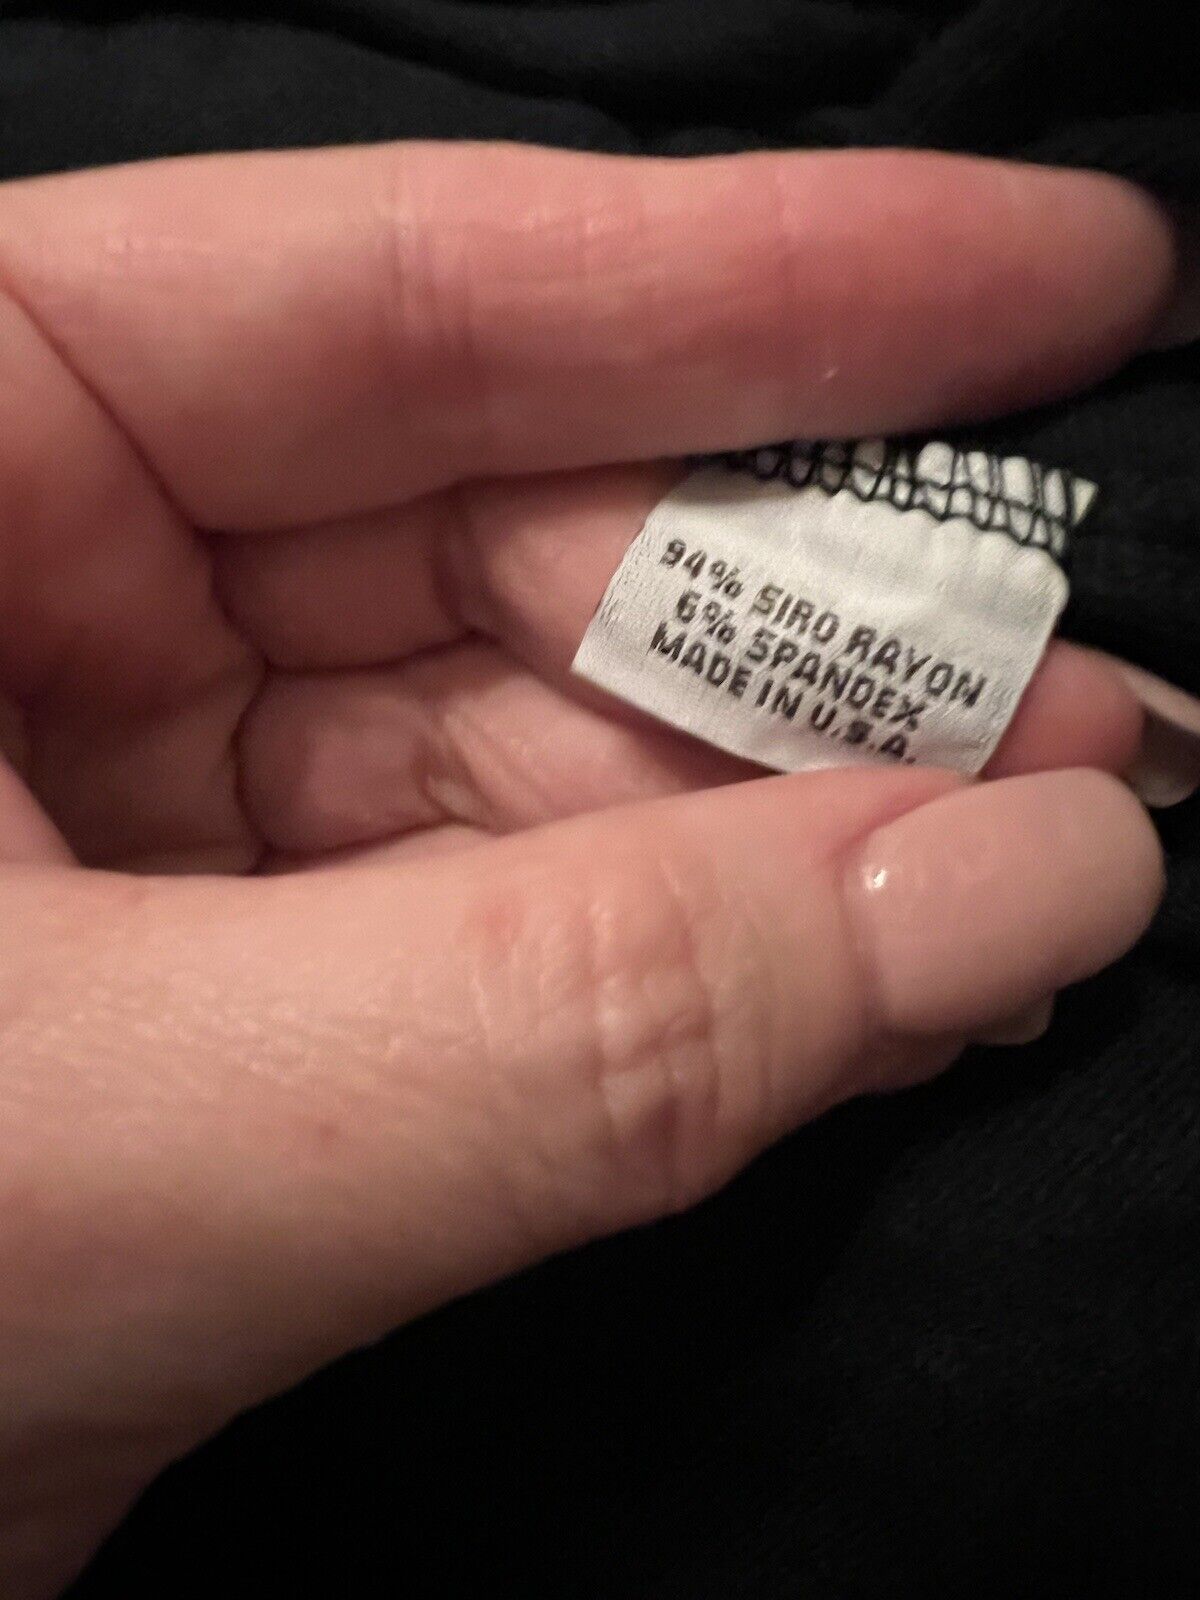 94% SIRO RAYON
6% SPANDEX
MADE IN U.S.A.